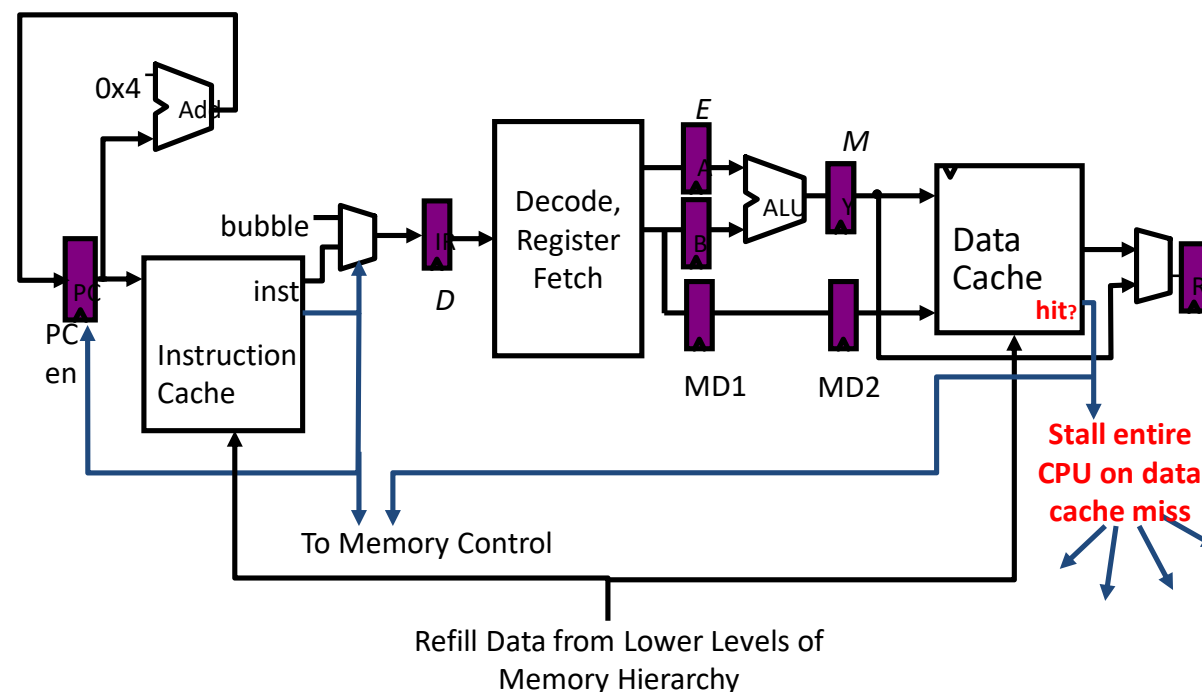 0x4
Add
E
M
bubble
Decode,
Register
Fetch
A
ALU
Y
B
IR
D
Data
Cache
hit?
R
PC
PC
en
inst
Instruction
Cache
MD1
MD2
Stall entire
CPU on data
cache miss
To Memory Control
Refill Data from Lower Levels of
Memory Hierarchy